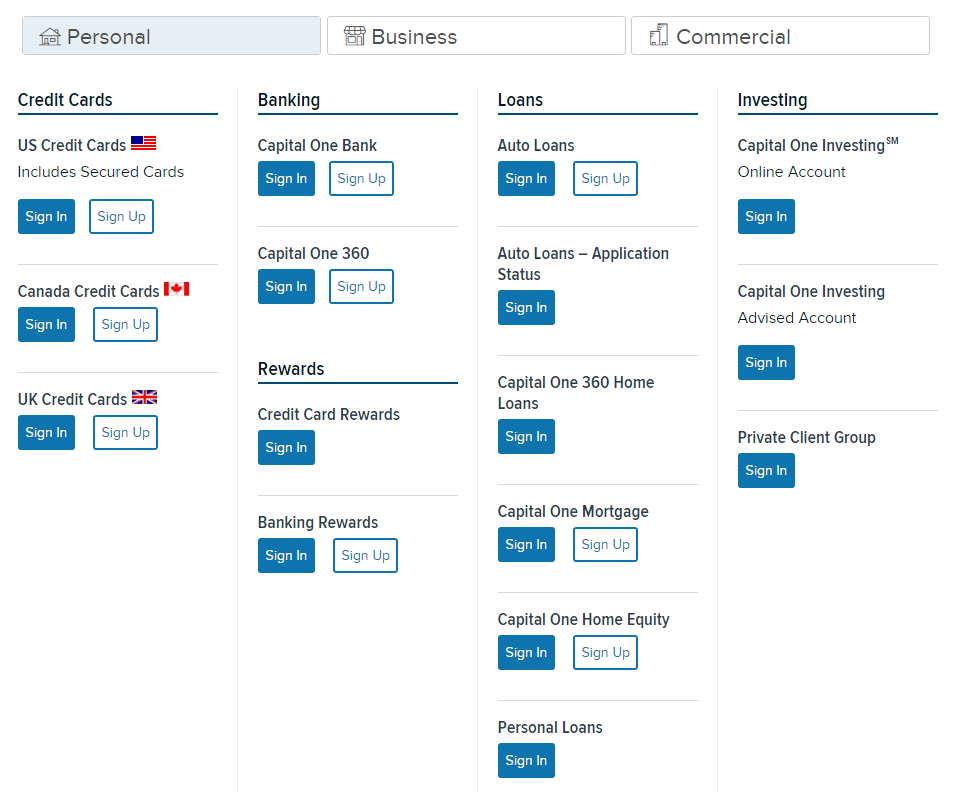 Personal
Business
Commercial
Credit Cards
US Credit Cards
Includes Secured Cards
Sign In Sign Up
Canada Credit Cards
Sign In Sign Up
UK Credit Cards
Sign In Sign Up
Banking
Capital One Bank
Sign In Sign Up
Capital One 360
Sign In Sign Up
Rewards
Credit Card Rewards
Sign In
Banking Rewards
Sign In Sign Up
Loans
Auto Loans
Sign In Sign Up
Auto Loans – Application
Status
Sign In
Capital One 360 Home
Loans
Sign In
Capital One Mortgage
Sign In Sign Up
Capital One Home Equity
Sign In Sign Up
Personal Loans
Sign In
Investing
Capital One Investing℠
Online Account
Sign In
Capital One Investing
Advised Account
Sign In
Private Client Group
Sign In